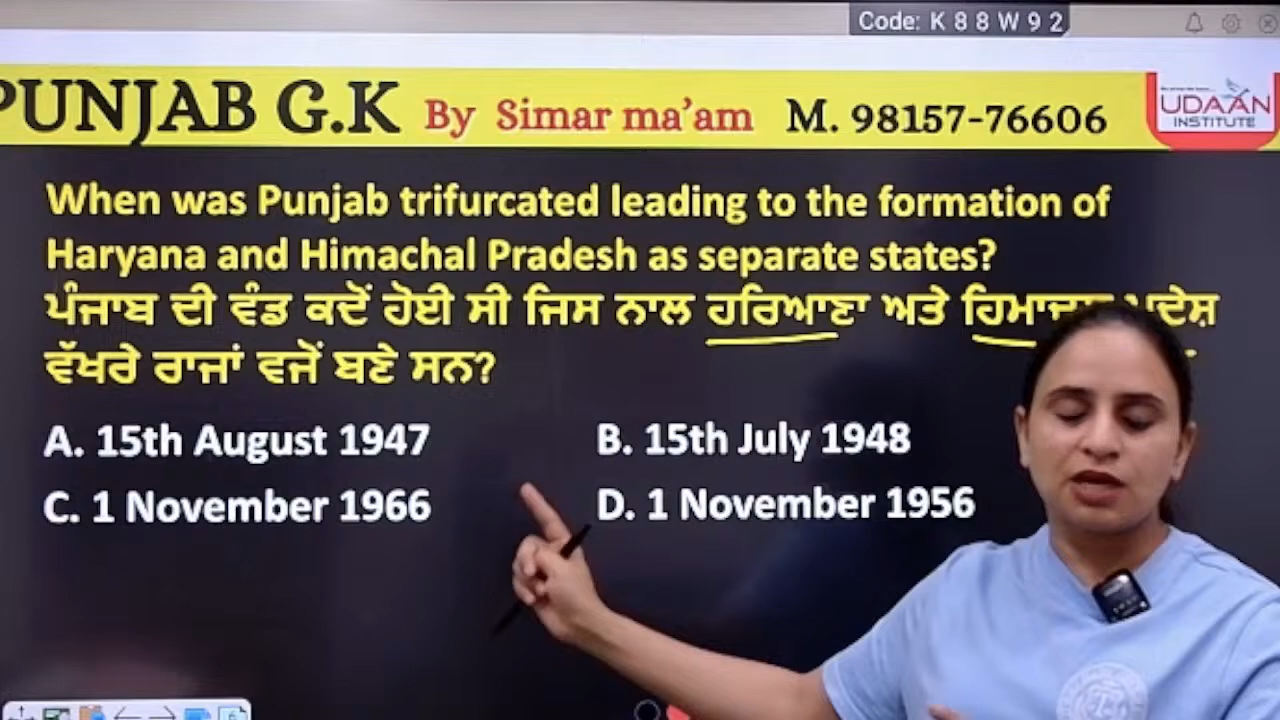 Code: K 8 8 W 9 2
PUNJAB G.K By Simar ma'am M. 98157-76606
UDAAN
INSTITUTE
When was Punjab trifurcated leading to the formation of
Haryana and Himachal Pradesh as separate states?
ਪੰਜਾਬ ਦੀ ਵੰਡ ਕਦੋਂ ਹੋਈ ਸੀ ਜਿਸ ਨਾਲ ਹਰਿਆਣਾ ਅਤੇ
ਵੱਖਰੇ ਰਾਜਾਂ ਵਜੋਂ ਬਣੇ ਸਨ?
A. 15th August 1947 B. 15th July 1948
C. 1 November 1966 D. 1 November 1956